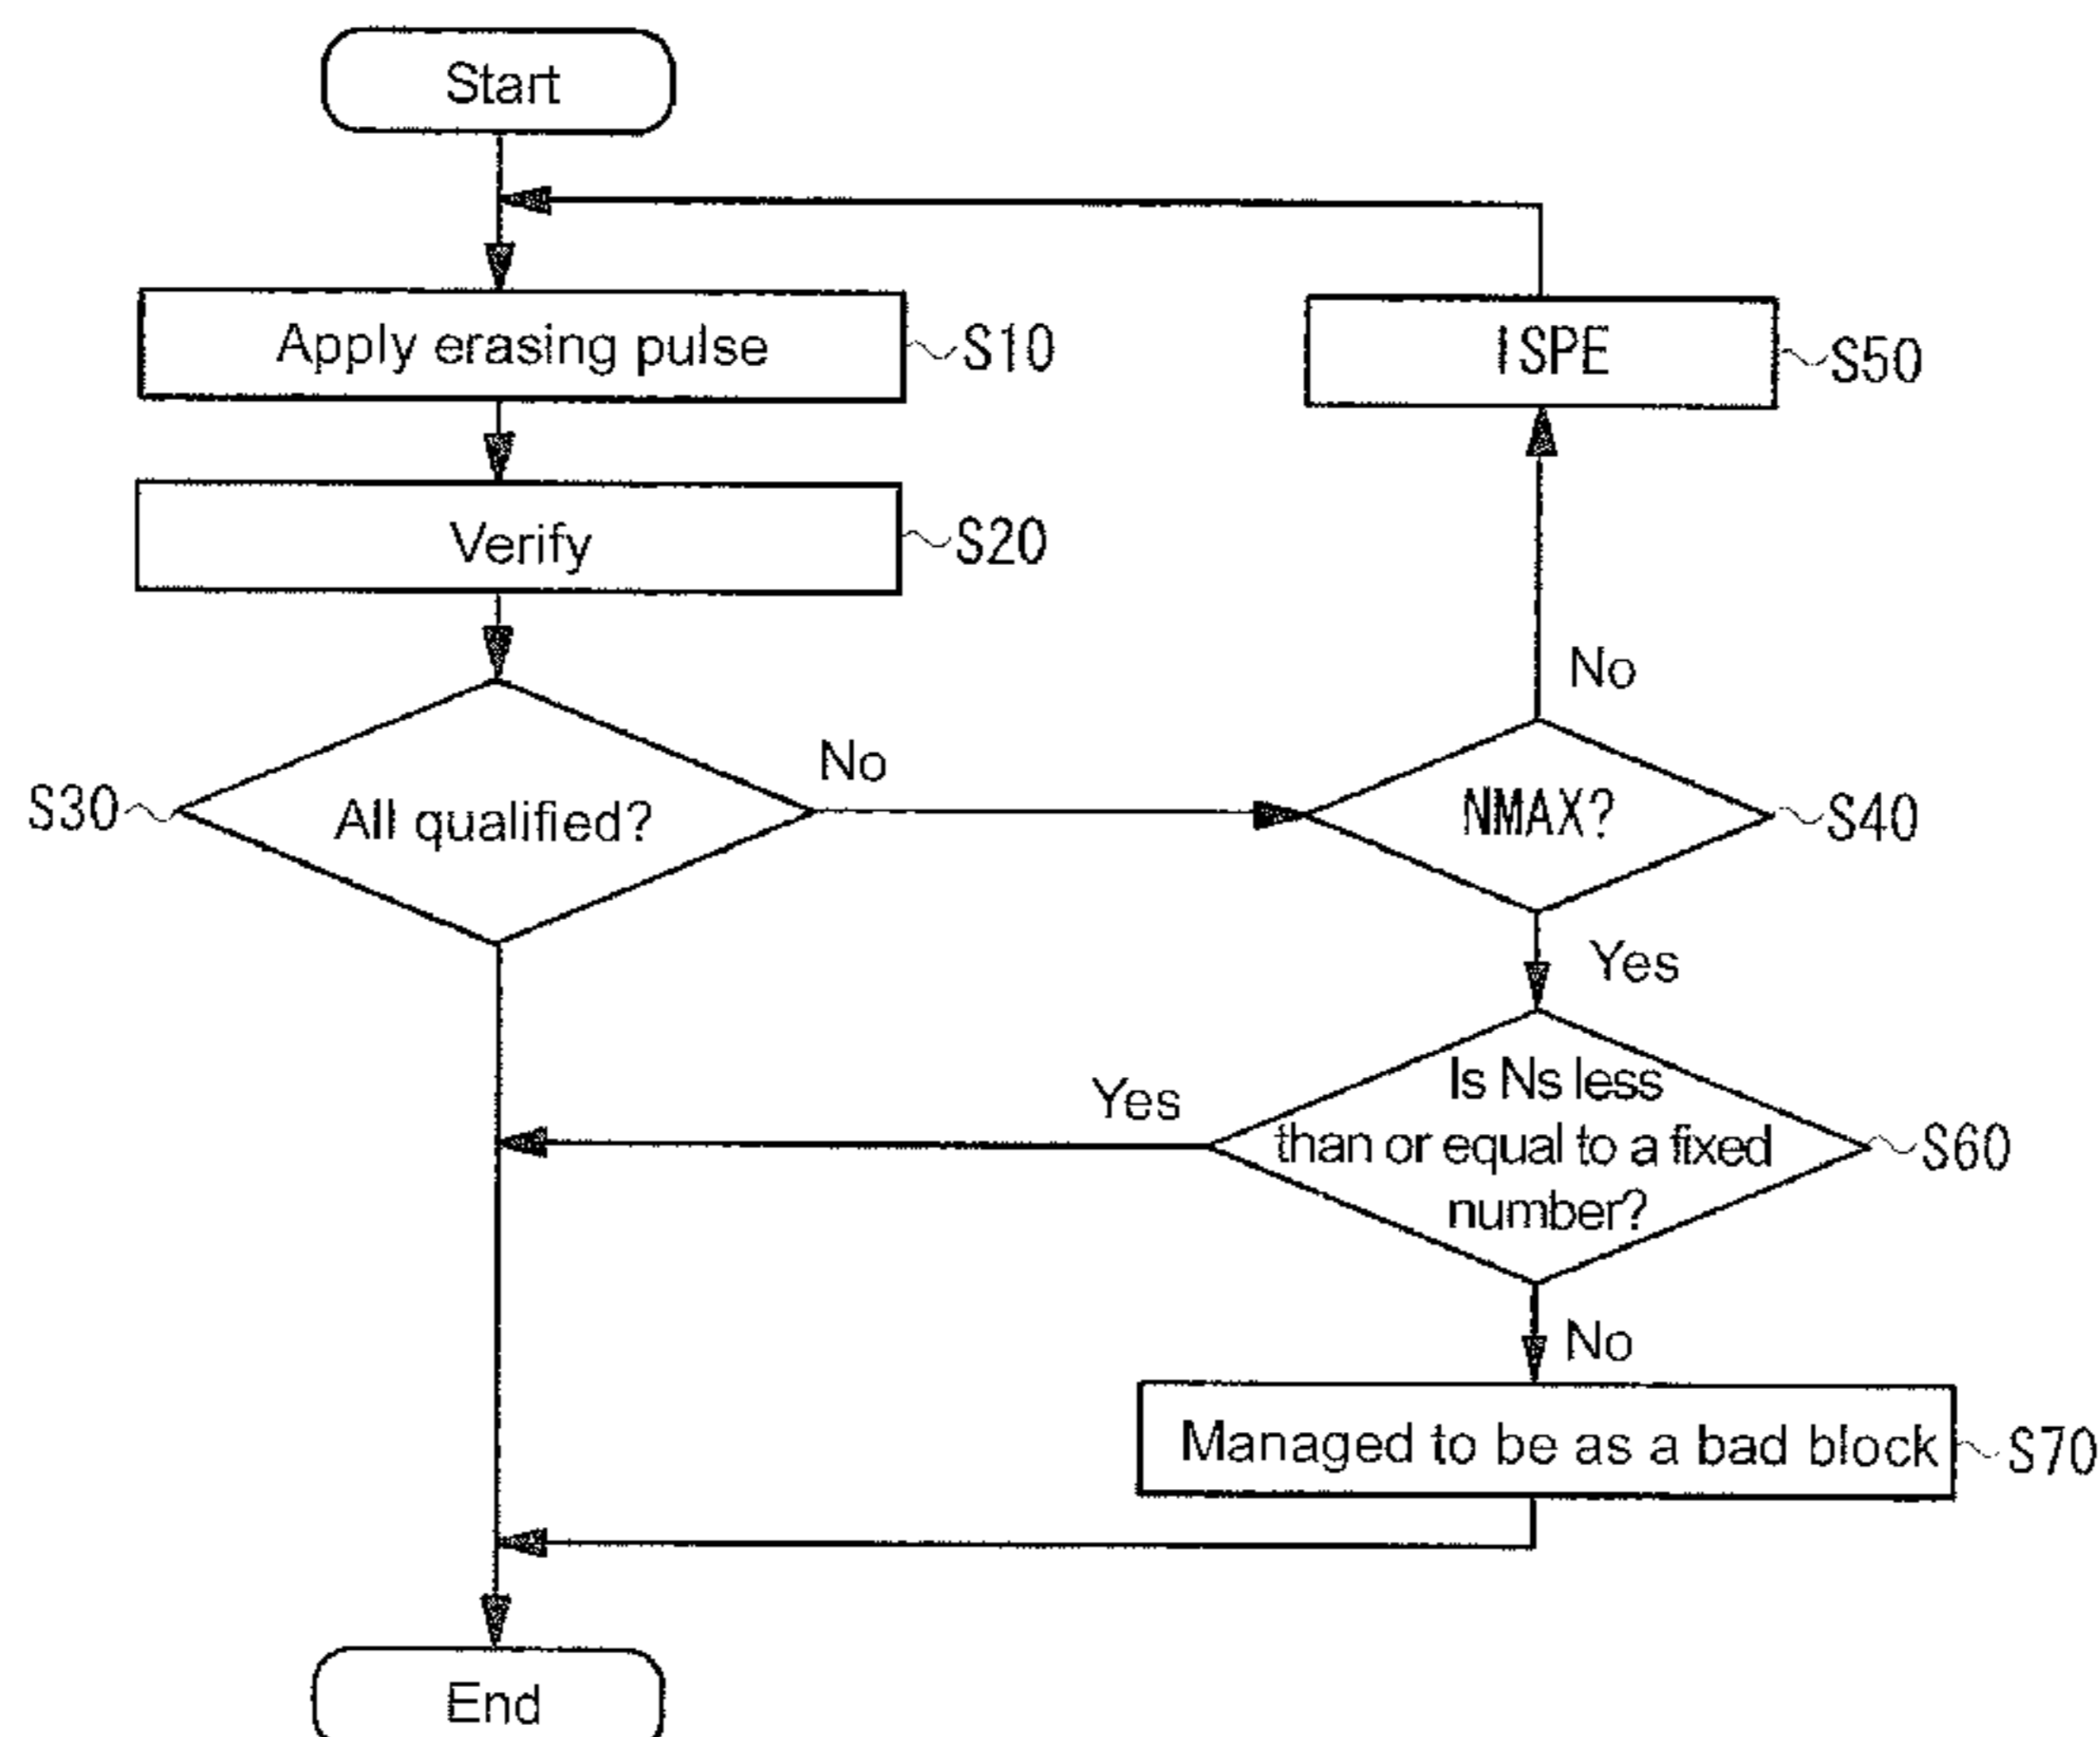 Start
Apply erasing pulse
S10
ISPE
S50
Verify
S20
No
No
S30
All qualified?
NMAX?
S40
Yes
Yes
Is Ns less
than or equal to a fixed
number?
S60
No
Managed to be as a bad block
S70
End